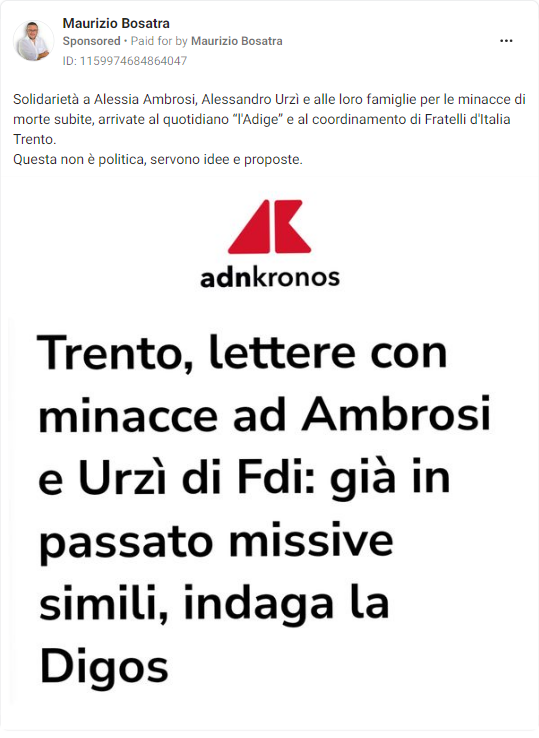 Maurizio Bosatra
Sponsored • Paid for by Maurizio Bosatra
ID: 1159974684864047
Solidarietà a Alessia Ambrosi, Alessandro Urzì e alle loro famiglie per le minacce di
morte subite, arrivate al quotidiano “l'Adige” e al coordinamento di Fratelli d'Italia
Trento.
Questa non è politica, servono idee e proposte.
adnkronos
Trento, lettere con
minacce ad Ambrosi
e Urzì di Fdi: già in
passato missive
simili, indaga la
Digos